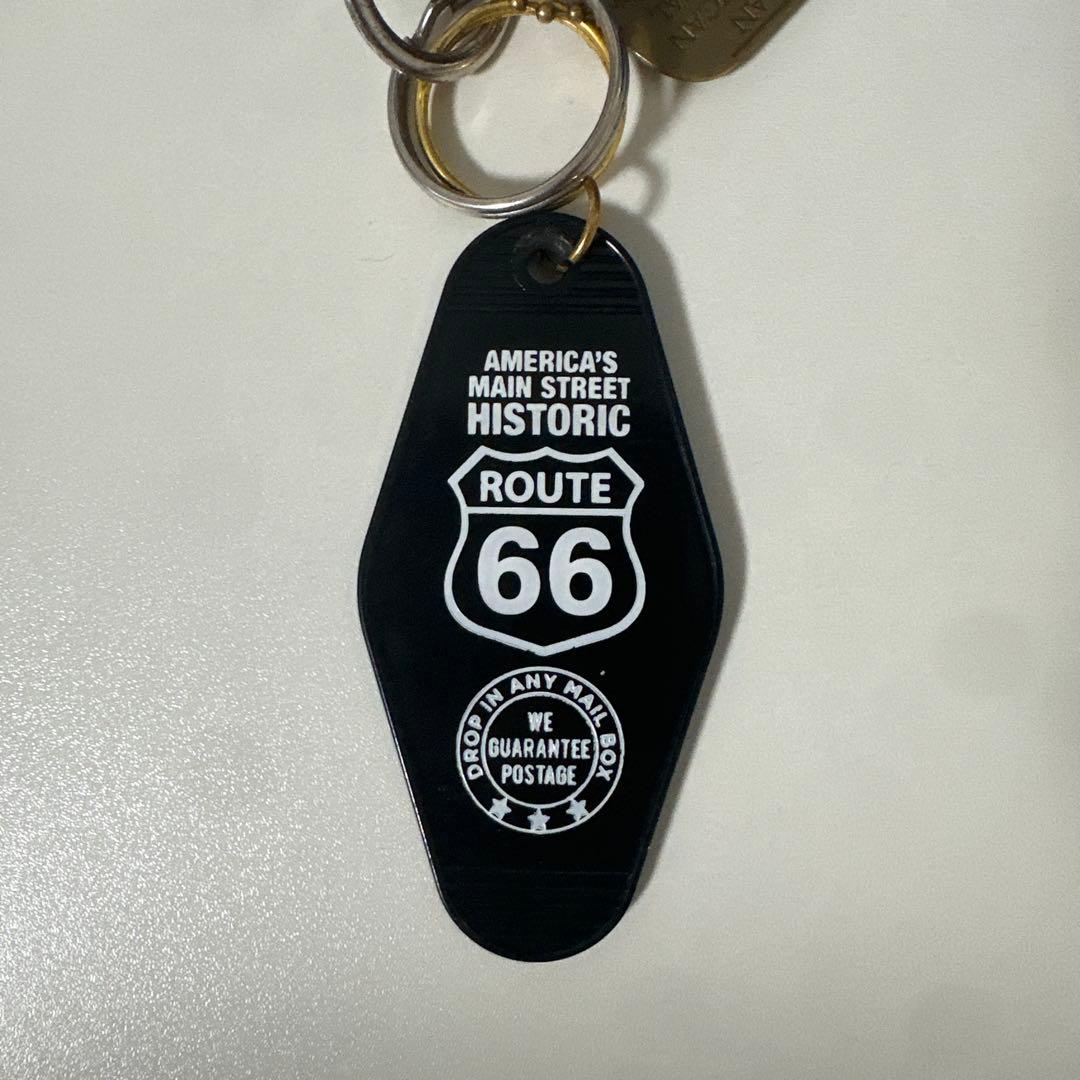 AMERICA'S
MAIN STREET
HISTORIC
ROUTE
66
DROP IN ANY MAIL BOX
WE
GUARANTEE
POSTAGE